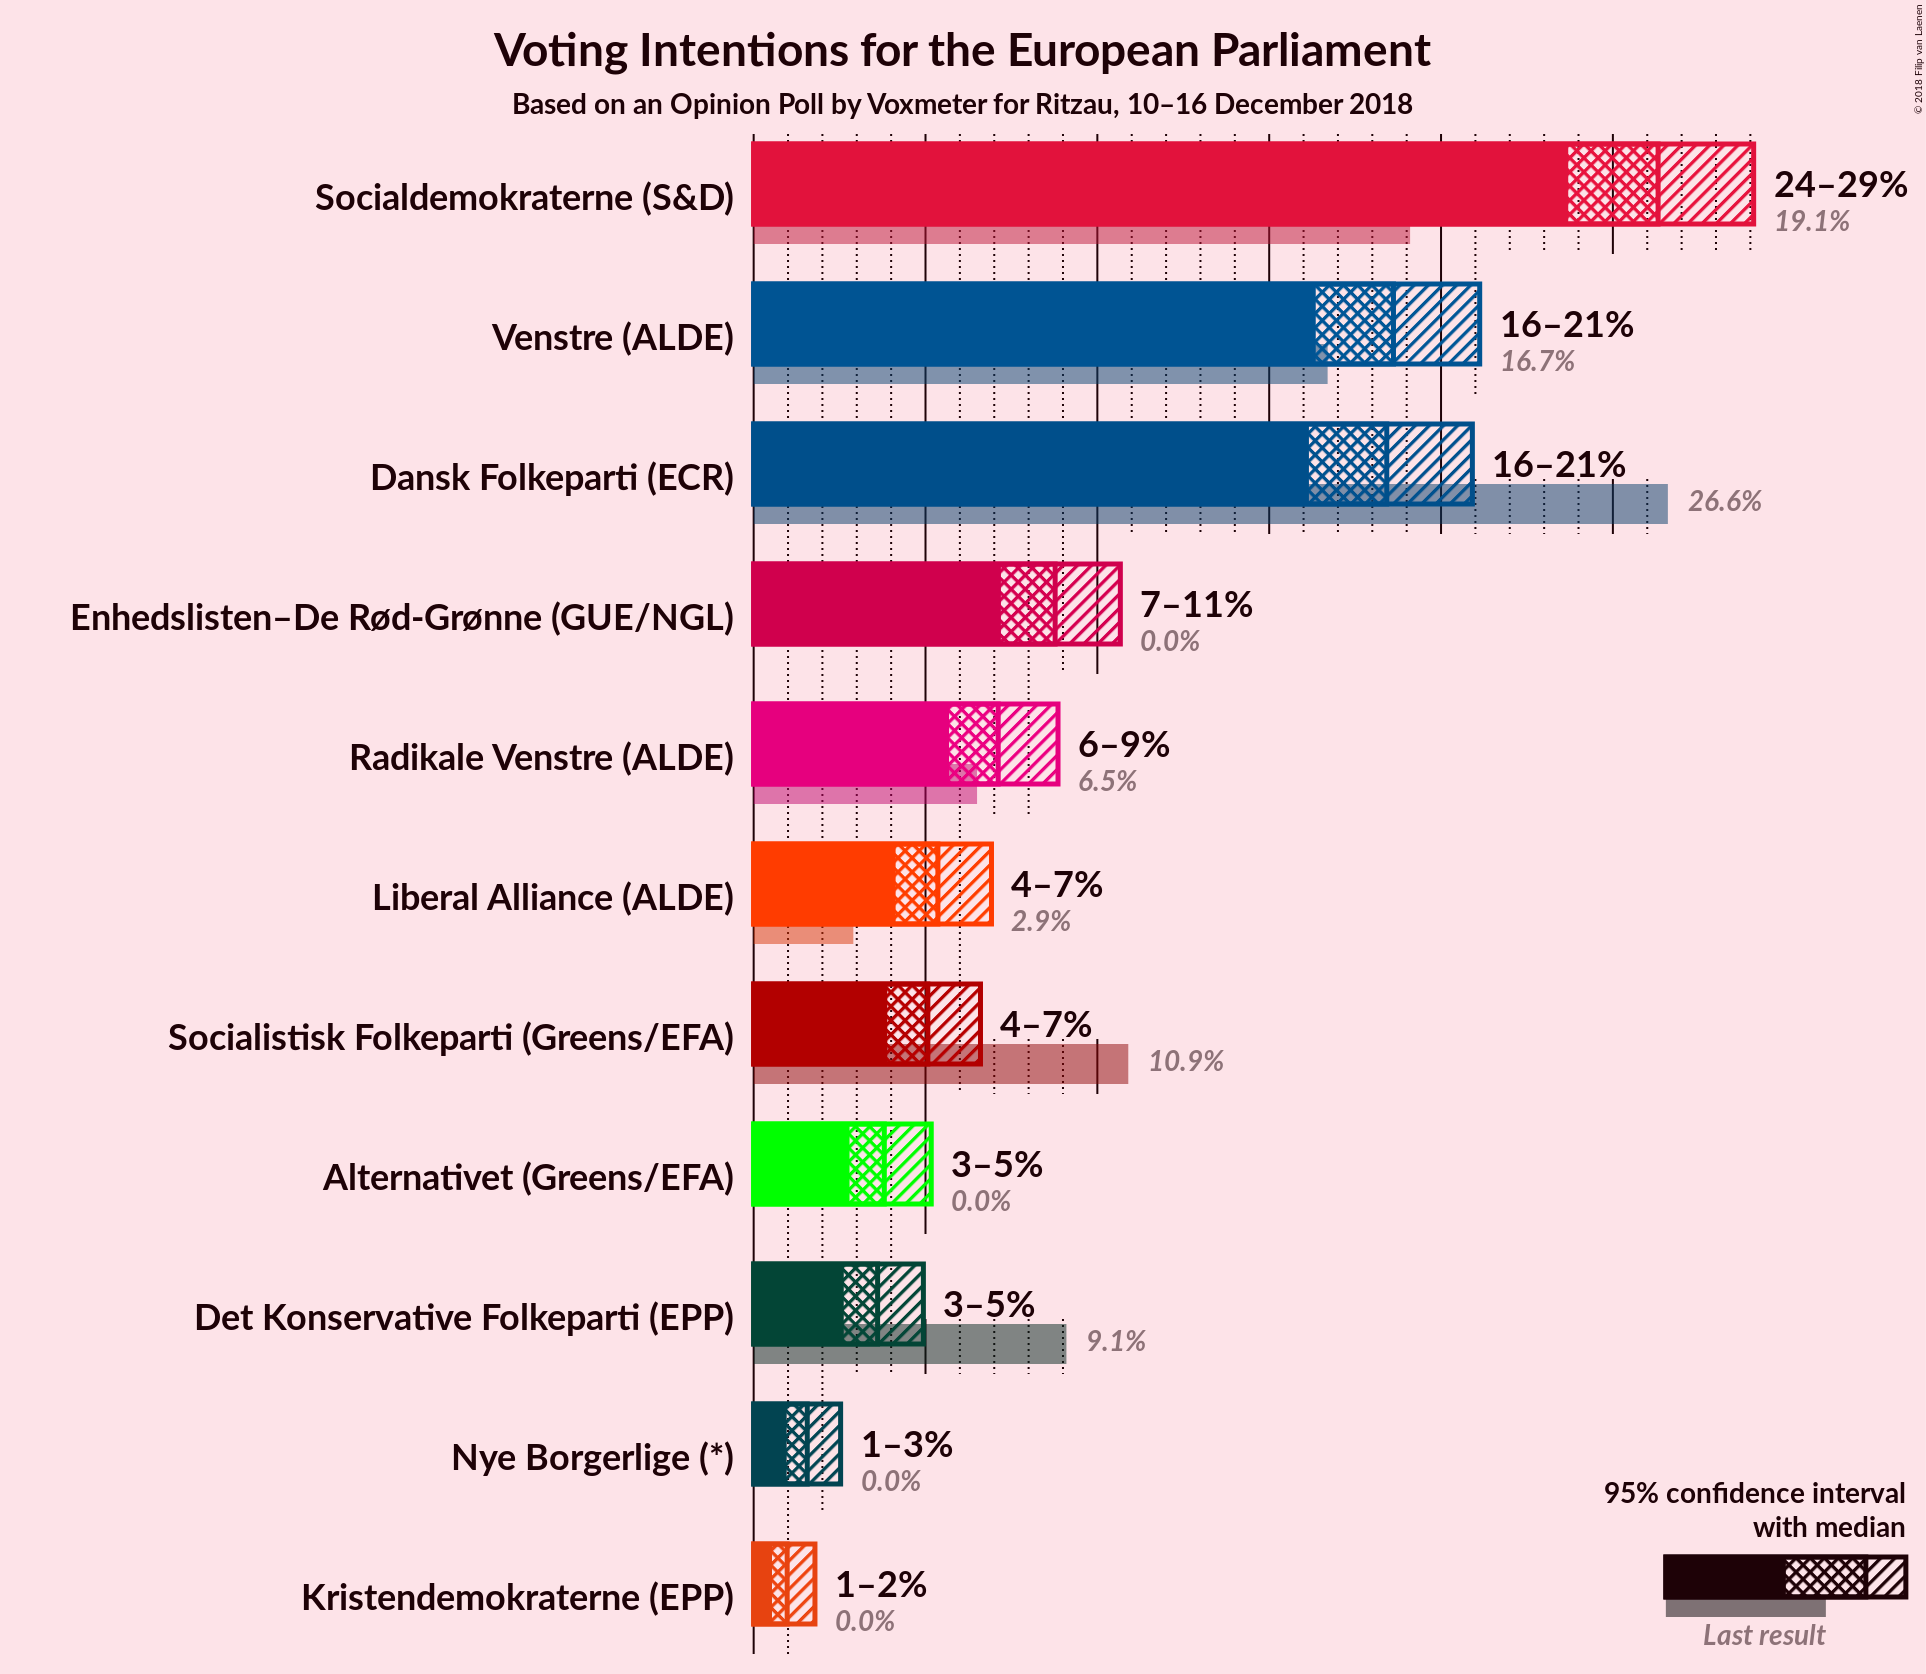 Voting Intentions for the European Parliament
Based on an Opinion Poll by Voxmeter for Ritzau, 10–16 December 2018
© 2018 Filip van Laenen
Socialdemokraterne (S&D)
24–29%
19.1%
Venstre (ALDE)
16–21%
16.7%
Dansk Folkeparti (ECR)
16–21%
26.6%
Enhedslisten–De Rød-Grønne (GUE/NGL)
7–11%
0.0%
Radikale Venstre (ALDE)
6–9%
6.5%
Liberal Alliance (ALDE)
4–7%
2.9%
Socialistisk Folkeparti (Greens/EFA)
4–7%
10.9%
Alternativet (Greens/EFA)
3–5%
0.0%
Det Konservative Folkeparti (EPP)
3–5%
9.1%
Nye Borgerlige (*)
1–3%
0.0%
Kristendemokraterne (EPP)
1–2%
0.0%
95% confidence interval
with median
Last result